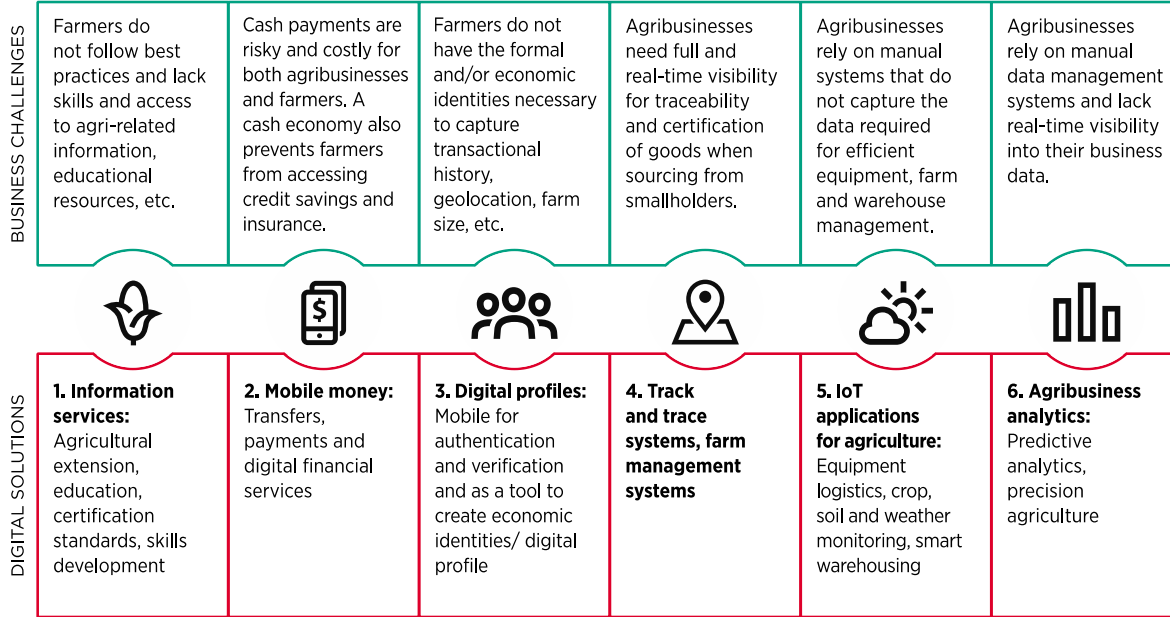 BUSINESS CHALLENGES
Farmers do
not follow best
practices and lack
skills and access
to agri-related
information,
educational
resources, etc.
Cash payments are
risky and costly for
both agribusinesses
and farmers. A
cash economy also
prevents farmers
from accessing
credit savings and
insurance.
Farmers do not
have the formal
and/or economic
identities necessary
to capture
transactional
history,
geolocation, farm
size, etc.
Agribusinesses
need full and
real-time visibility
for traceability
and certification
of goods when
sourcing from
smallholders.
Agribusinesses
rely on manual
systems that do
not capture the
data required
for efficient
equipment, farm
and warehouse
management.
Agribusinesses
rely on manual
data management
systems and lack
real-time visibility
into their business
data.
$
DIGITAL SOLUTIONS
1. Information
services:
Agricultural
extension,
education,
certification
standards, skills
development
2. Mobile money:
Transfers,
payments and
digital financial
services
3. Digital profiles:
Mobile for
authentication
and verification
and as a tool to
create economic
identities/ digital
profile
4. Track
and trace
systems, farm
management
systems
5. IoT
applications
for agriculture:
Equipment
logistics, crop,
soil and weather
monitoring, smart
warehousing
6. Agribusiness
analytics:
Predictive
analytics,
precision
agriculture